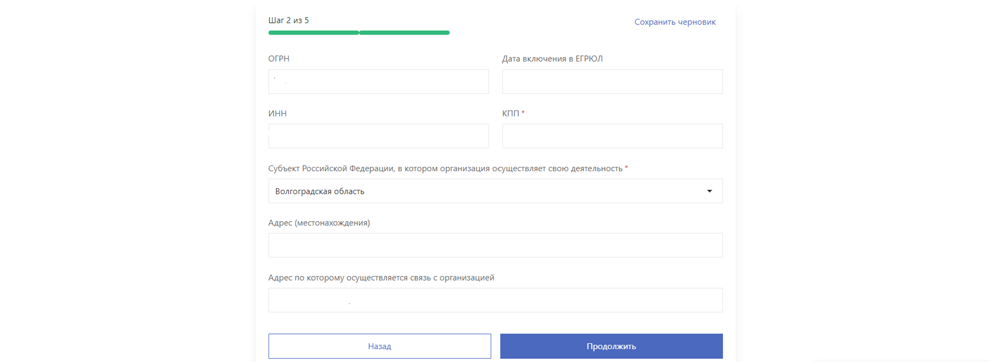 Шаг 2 из 5
Сохранить черновик
ОГРН
Дата включения в ЕГРЮЛ
ИНН
КПП *
Субъект Российской Федерации, в котором организация осуществляет свою деятельность *
Волгоградская область
Адрес (местонахождения)
Адрес по которому осуществляется связь с организацией
Назад
Продолжить